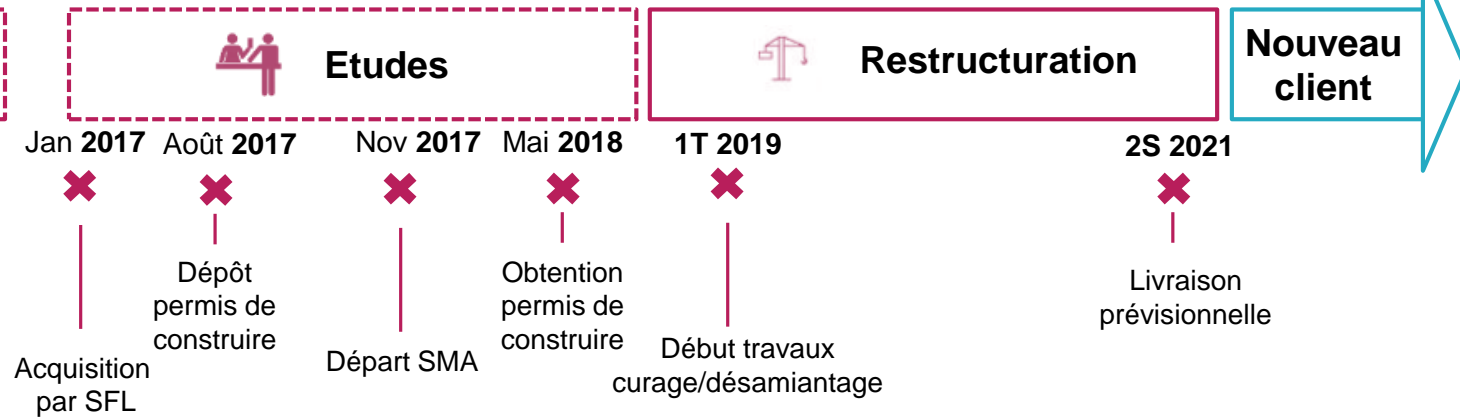 Etudes
Restructuration
Nouveau
client
Jan 2017
Août 2017
Nov 2017
Mai 2018
1T 2019
2S 2021
Acquisition
par SFL
Dépôt
permis de
construire
Départ SMA
Obtention
permis de
construire
Début travaux
curage/désamiantage
Livraison
prévisionnelle